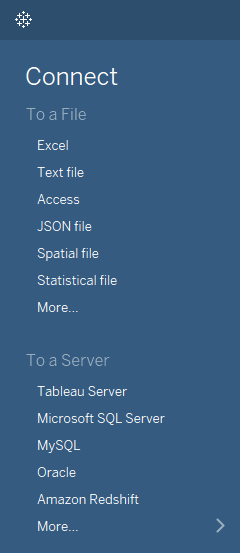 Connect
To a File
Excel
Text file
Access
JSON file
Spatial file
Statistical file
More...
To a Server
Tableau Server
Microsoft SQL Server
MySQL
Oracle
Amazon Redshift
More...